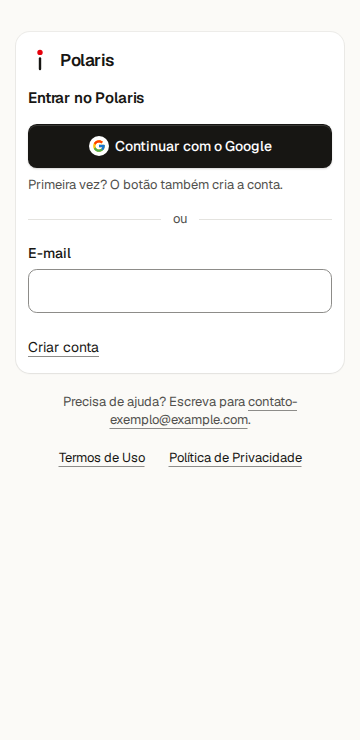 Polaris
Entrar no Polaris
Continuar com o Google
Primeira vez? O botão também cria a conta.
ou
E-mail
Criar conta
Precisa de ajuda? Escreva para contato-
exemplo@example.com.
Termos de Uso Política de Privacidade